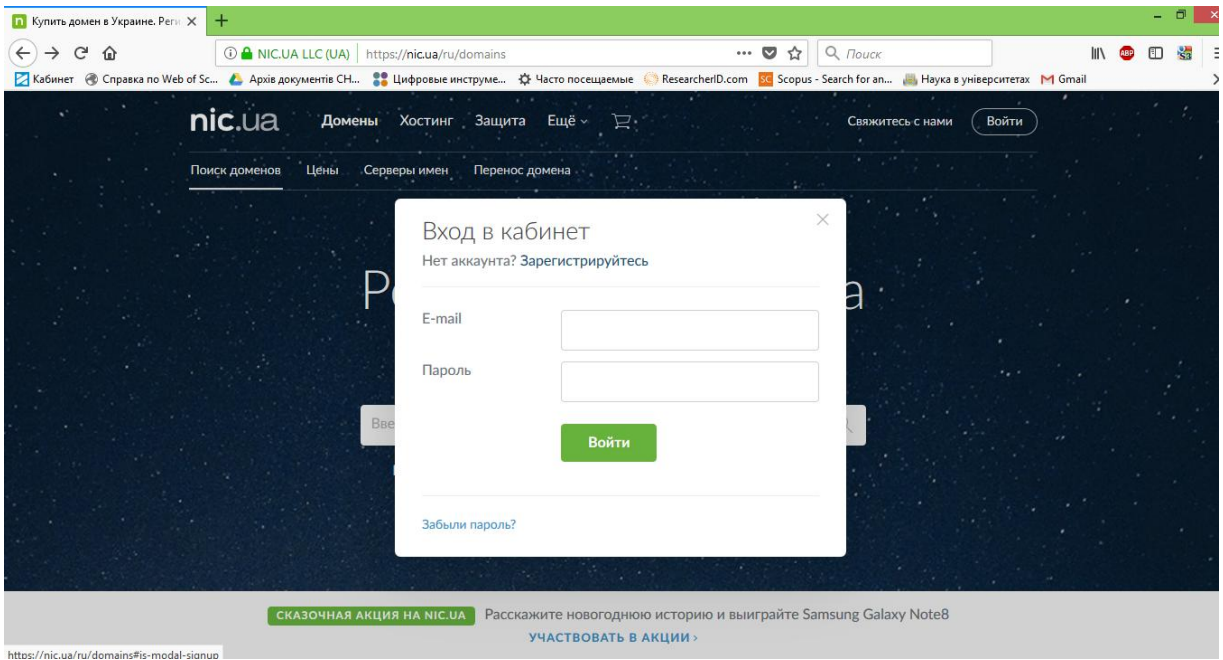 Купить домен в Украине. Реги
NIC.UA LLC (UA) https://nic.ua/ru/domains Поиск
Кабинет Справка по Web of Sc... Архів документів СН... Цифровые инструме... Часто посещаемые ResearcherID.com Scopus - Search for an... Наука в університетах Gmail
nic.ua Домены Хостинг Защита Ещё Свяжитесь с нами Войти
Поиск доменов Цены Серверы имен Перенос домена
Вход в кабинет
Нет аккаунта? Зарегистрируйтесь
E-mail
Пароль
Вве
Войти
Забыли пароль?
СКАЗОЧНАЯ АКЦИЯ НА NIC.UA Расскажите новогоднюю историю и выиграйте Samsung Galaxy Note8
УЧАСТВОВАТЬ В АКЦИИ ›
https://nic.ua/ru/domains#js-modal-signup